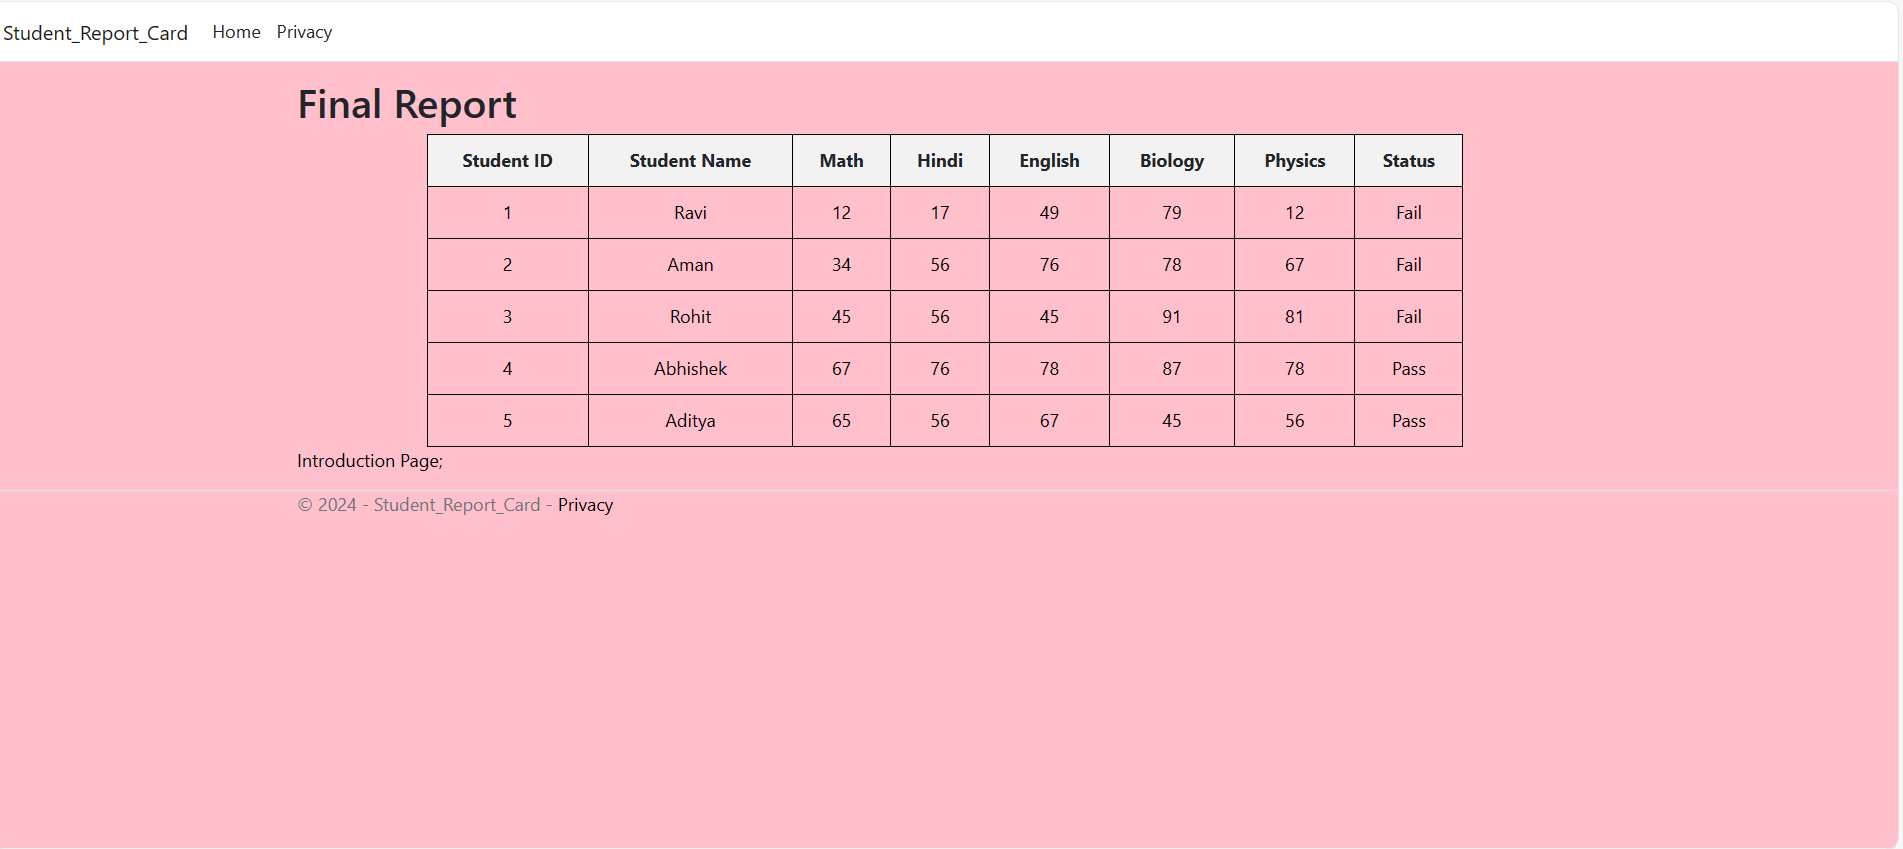 Student_Report_Card Home Privacy
Final Report
Student ID Student Name Math Hindi English Biology Physics Status
1 Ravi 12 17 49 79 12 Fail
2 Aman 34 56 76 78 67 Fail
3 Rohit 45 56 45 91 81 Fail
4 Abhishek 67 76 78 87 78 Pass
5 Aditya 65 56 67 45 56 Pass
Introduction Page;
© 2024 - Student_Report_Card - Privacy